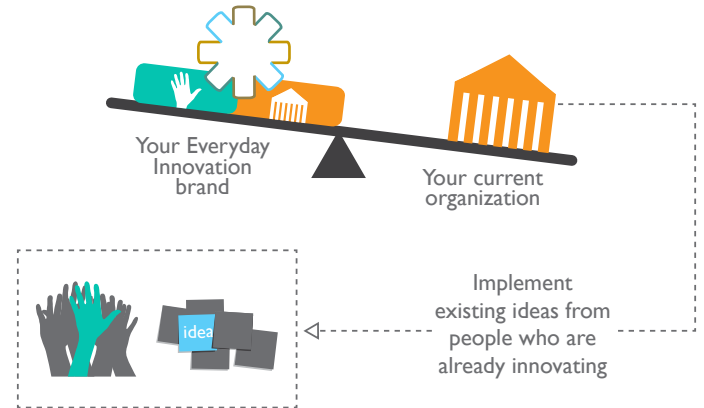 Your Everyday
Innovation
brand
Your current
organization
Implement
existing ideas from
people who are
already innovating
idea